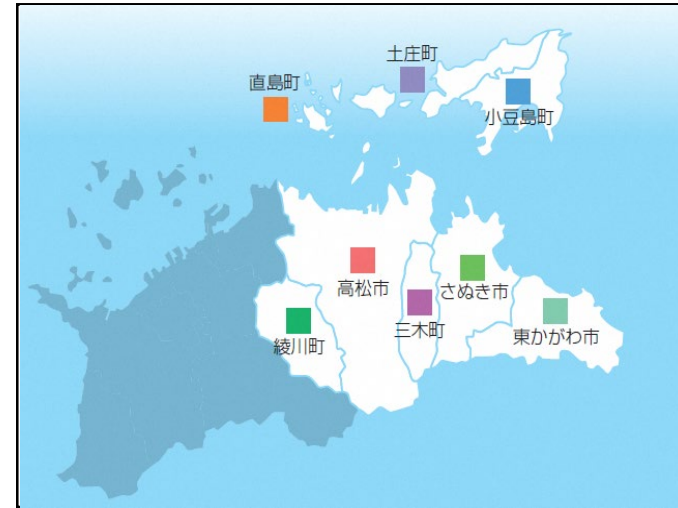 土庄町
直島町
小豆島町
高松市
さぬき市
三木町
東かがわ市
綾川町